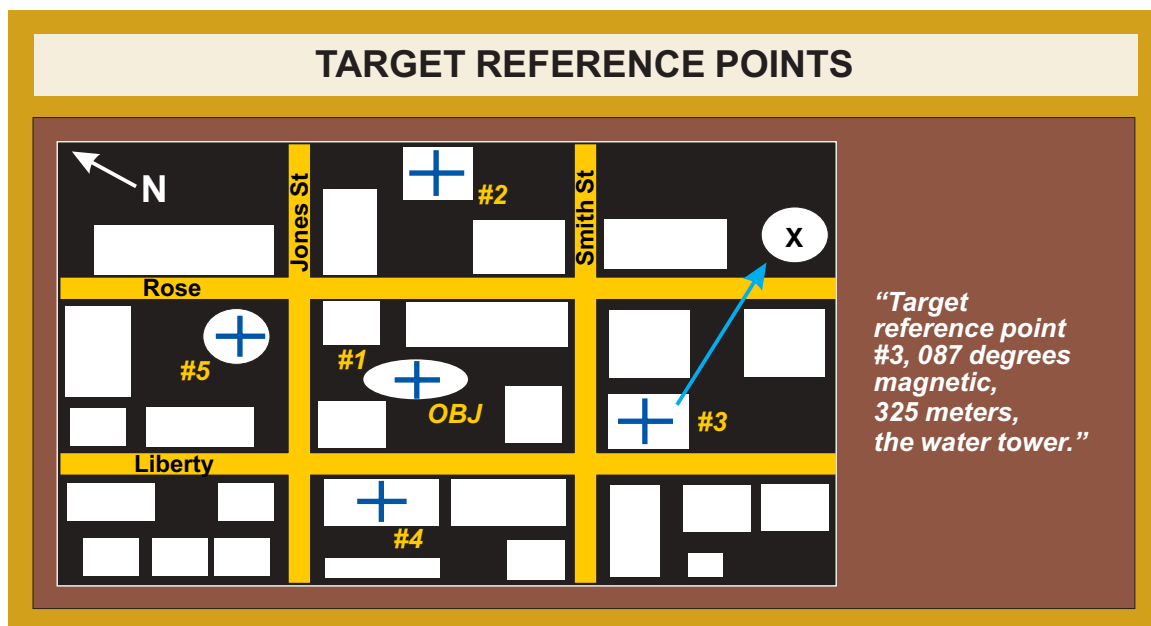 TARGET REFERENCE POINTS
N
Jones St
#2
Smith St
X
Rose
#5
#1
OBJ
#3
Liberty
#4
“Target
reference point
#3, 087 degrees
magnetic,
325 meters,
the water tower.”